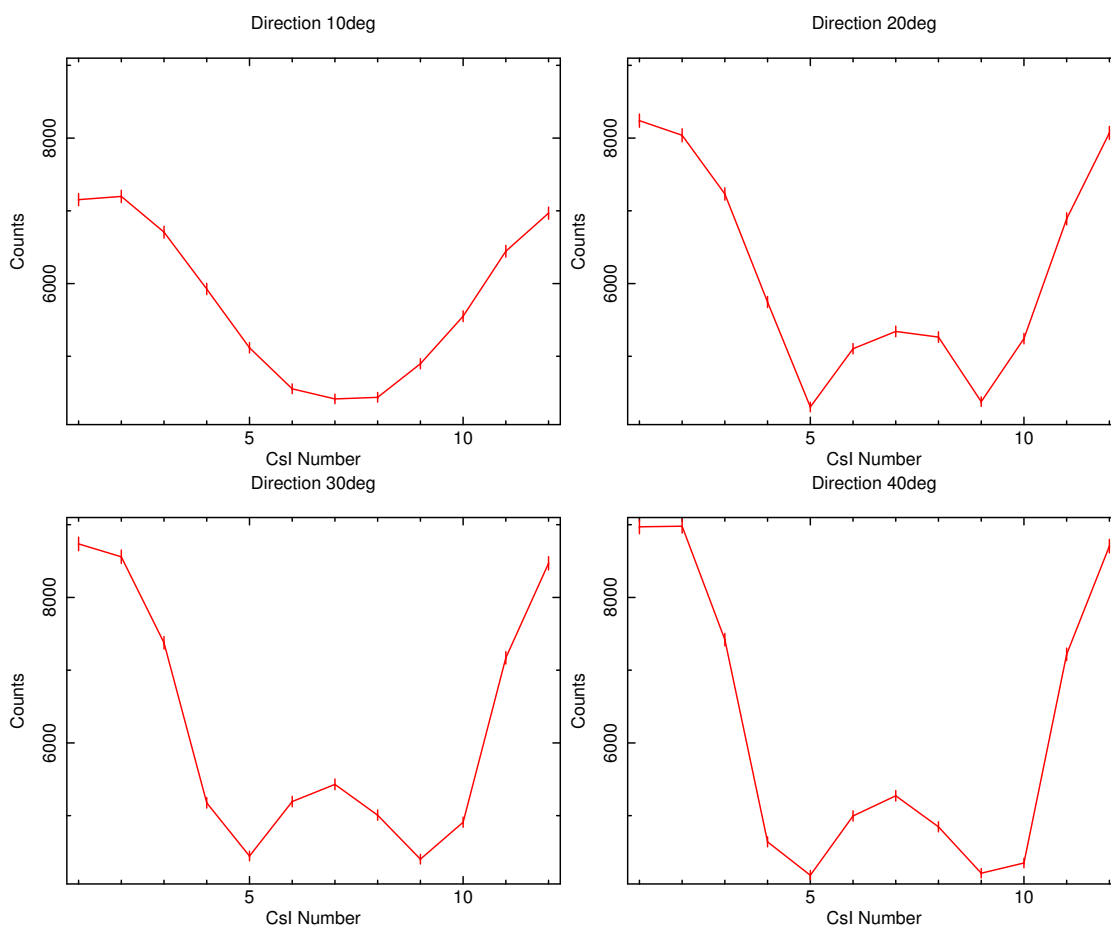 Direction 10deg
Counts
8000
6000
5
10
CsI Number
Direction 20deg
Counts
8000
6000
5
10
CsI Number
Direction 30deg
Counts
8000
6000
5
10
CsI Number
Direction 40deg
Counts
8000
6000
5
10
CsI Number